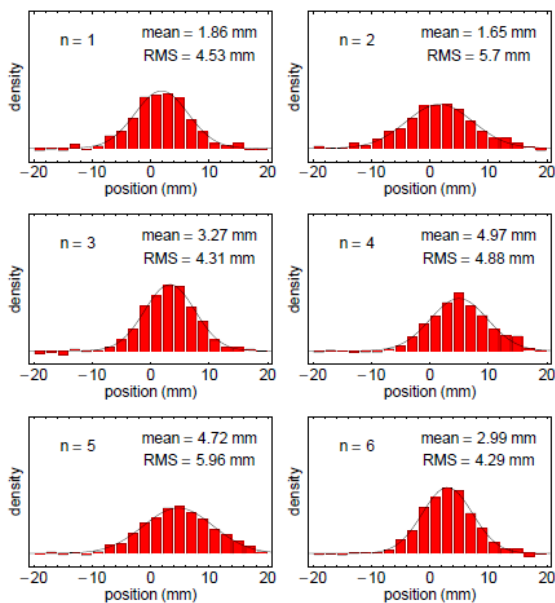 n = 1
mean = 1.86 mm
RMS = 4.53 mm
density
−20 −10 0 10 20
position (mm)
n = 2
mean = 1.65 mm
RMS = 5.7 mm
density
−20 −10 0 10 20
position (mm)
n = 3
mean = 3.27 mm
RMS = 4.31 mm
density
−20 −10 0 10 20
position (mm)
n = 4
mean = 4.97 mm
RMS = 4.88 mm
density
−20 −10 0 10 20
position (mm)
n = 5
mean = 4.72 mm
RMS = 5.96 mm
density
−20 −10 0 10 20
position (mm)
n = 6
mean = 2.99 mm
RMS = 4.29 mm
density
−20 −10 0 10 20
position (mm)